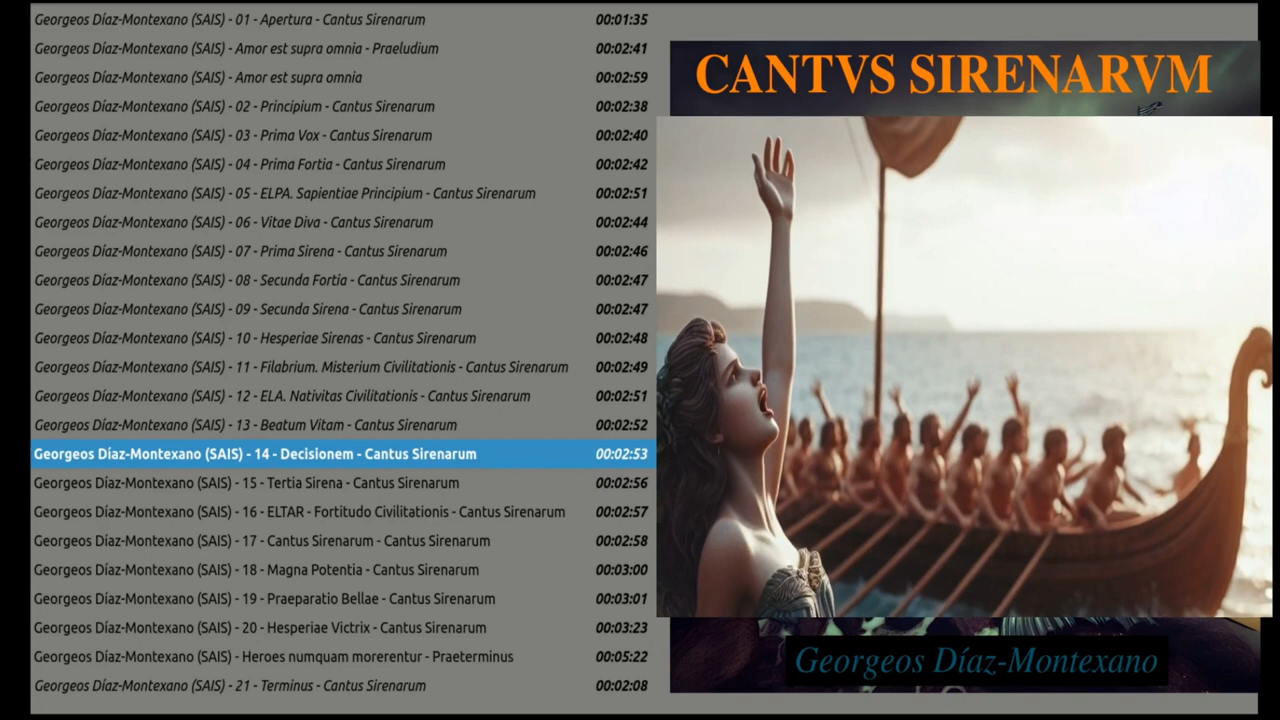 Georgeos Díaz-Montexano (SAIS) - 01 - Apertura - Cantus Sirenarum 00:01:35
Georgeos Díaz-Montexano (SAIS) - Amor est supra omnia - Praeludium 00:02:41
Georgeos Díaz-Montexano (SAIS) - Amor est supra omnia 00:02:59
Georgeos Díaz-Montexano (SAIS) - 02 - Principium - Cantus Sirenarum 00:02:38
Georgeos Díaz-Montexano (SAIS) - 03 - Prima Vox - Cantus Sirenarum 00:02:40
Georgeos Díaz-Montexano (SAIS) - 04 - Prima Fortia - Cantus Sirenarum 00:02:42
Georgeos Díaz-Montexano (SAIS) - 05 - ELPA. Sapientiae Principium - Cantus Sirenarum 00:02:51
Georgeos Díaz-Montexano (SAIS) - 06 - Vitae Diva - Cantus Sirenarum 00:02:44
Georgeos Díaz-Montexano (SAIS) - 07 - Prima Sirena - Cantus Sirenarum 00:02:46
Georgeos Díaz-Montexano (SAIS) - 08 - Secunda Fortia - Cantus Sirenarum 00:02:47
Georgeos Díaz-Montexano (SAIS) - 09 - Secunda Sirena - Cantus Sirenarum 00:02:47
Georgeos Díaz-Montexano (SAIS) - 10 - Hesperiae Sirenas - Cantus Sirenarum 00:02:48
Georgeos Díaz-Montexano (SAIS) - 11 - Filabrium. Misterium Civilitationis - Cantus Sirenarum 00:02:49
Georgeos Díaz-Montexano (SAIS) - 12 - ELA. Nativitas Civilitationis - Cantus Sirenarum 00:02:51
Georgeos Díaz-Montexano (SAIS) - 13 - Beatum Vitam - Cantus Sirenarum 00:02:52
Georgeos Díaz-Montexano (SAIS) - 14 - Decisionem - Cantus Sirenarum 00:02:53
Georgeos Díaz-Montexano (SAIS) - 15 - Tertia Sirena - Cantus Sirenarum 00:02:56
Georgeos Díaz-Montexano (SAIS) - 16 - ELTAR - Fortitudo Civilitationis - Cantus Sirenarum 00:02:57
Georgeos Díaz-Montexano (SAIS) - 17 - Cantus Sirenarum - Cantus Sirenarum 00:02:58
Georgeos Díaz-Montexano (SAIS) - 18 - Magna Potentia - Cantus Sirenarum 00:03:00
Georgeos Díaz-Montexano (SAIS) - 19 - Praeparatio Bellae - Cantus Sirenarum 00:03:01
Georgeos Díaz-Montexano (SAIS) - 20 - Hesperiae Victrix - Cantus Sirenarum 00:03:23
Georgeos Díaz-Montexano (SAIS) - Heroes numquam morerentur - Praeterminus 00:05:22
Georgeos Díaz-Montexano (SAIS) - 21 - Terminus - Cantus Sirenarum 00:02:08
CANTVS SIRENARVM
Georgeos Díaz-Montexano